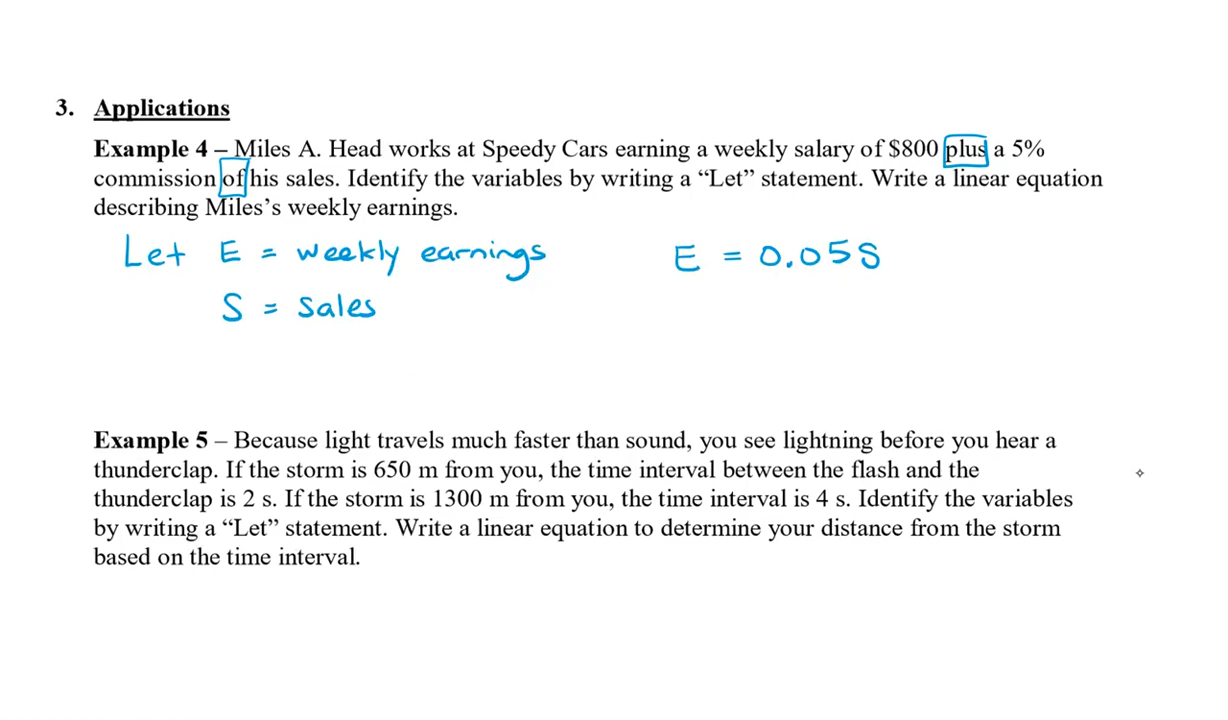 3. Applications
Example 4 – Miles A. Head works at Speedy Cars earning a weekly salary of $800 plus a 5%
commission of his sales. Identify the variables by writing a “Let” statement. Write a linear equation
describing Miles’s weekly earnings.
Let E = weekly earnings E = 0.05S
S = sales
Example 5 – Because light travels much faster than sound, you see lightning before you hear a
thunderclap. If the storm is 650 m from you, the time interval between the flash and the
thunderclap is 2 s. If the storm is 1300 m from you, the time interval is 4 s. Identify the variables
by writing a “Let” statement. Write a linear equation to determine your distance from the storm
based on the time interval.